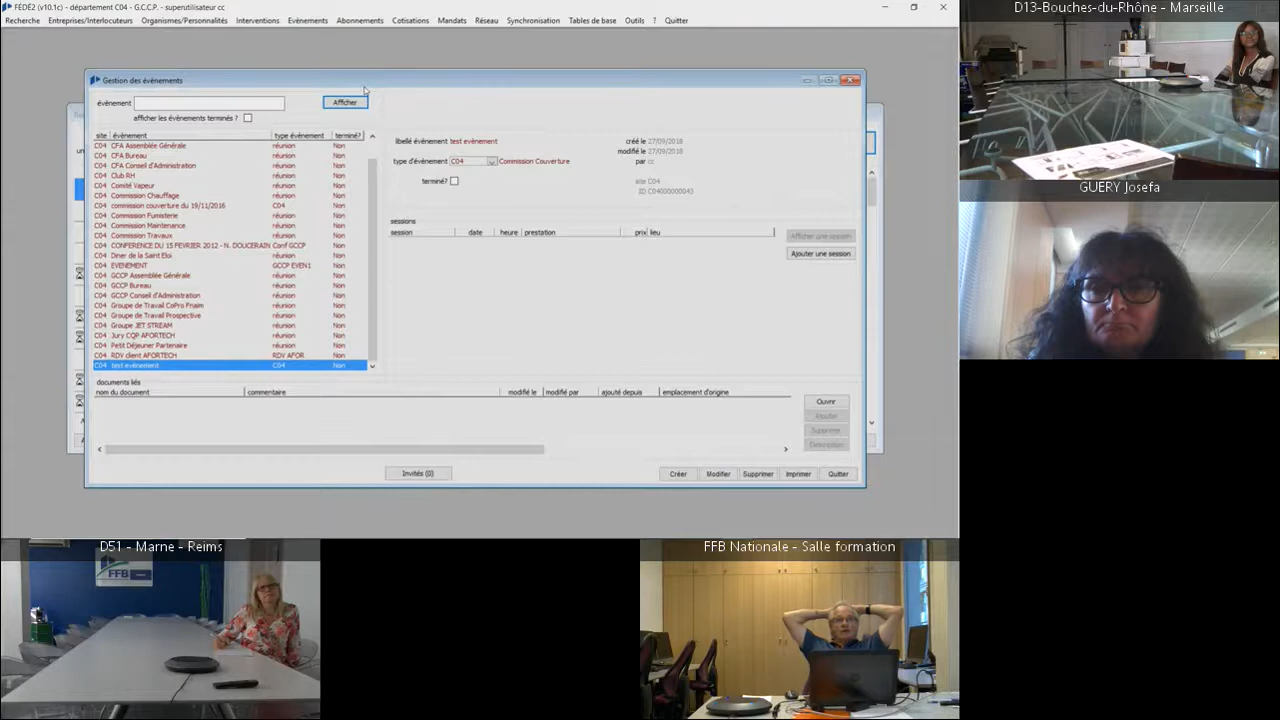 FÉDÉ2 (v10.1c) - département C04 - G.C.C.P. - superutilisateur cc
Recherche Entreprises/Interlocuteurs Organismes/Personnalités Interventions Evènements Abonnements Cotisations Mandats Réseau Synchronisation Tables de base Outils ? Quitter
D13-Bouches-du-Rhône - Marseille
Gestion des évènements
évènement Afficher
afficher les évènements terminés ?
site évènement type évènement terminé?
C04 CFA Assemblée Générale réunion Non
C04 CFA Bureau réunion Non
C04 CFA Conseil d'Administration réunion Non
C04 Club RH réunion Non
C04 Comité Vapeur réunion Non
C04 Commission Chauffage réunion Non
C04 commission couverture du 19/11/2016 C04 Non
C04 Commission Fumisterie réunion Non
C04 Commission Maintenance réunion Non
C04 Commission Travaux réunion Non
C04 CONFERENCE DU 15 FEVRIER 2012 - N. DOUCERAIN Conf GCCP Non
C04 Diner de la Saint Eloi réunion Non
C04 EVENEMENT GCCP EVEN1 Non
C04 GCCP Assemblée Générale réunion Non
C04 GCCP Bureau réunion Non
C04 GCCP Conseil d'Administration réunion Non
C04 Groupe de Travail CoPro Fnaim réunion Non
C04 Groupe de Travail Prospective réunion Non
C04 Groupe JET STREAM réunion Non
C04 Jury CQP AFORTECH réunion Non
C04 Petit Déjeuner Partenaire réunion Non
C04 RDV client AFORTECH RDV AFOR Non
C04 test evènement C04 Non
libellé évènement test evènement créé le 27/09/2018
modifié le 27/09/2018
type d'évènement C04 Commission Couverture par cc
terminé? site C04
ID C04000000043
sessions
session date heure prestation prix lieu
Afficher une session
Ajouter une session
documents liés
nom du document commentaire modifié le modifié par ajouté depuis emplacement d'origine
Ouvrir
Ajouter
Supprimer
Description
Invités (0) Créer Modifier Supprimer Imprimer Quitter
GUERY Josefa
D51 - Marne - Reims
FFB
FFB Nationale - Salle formation